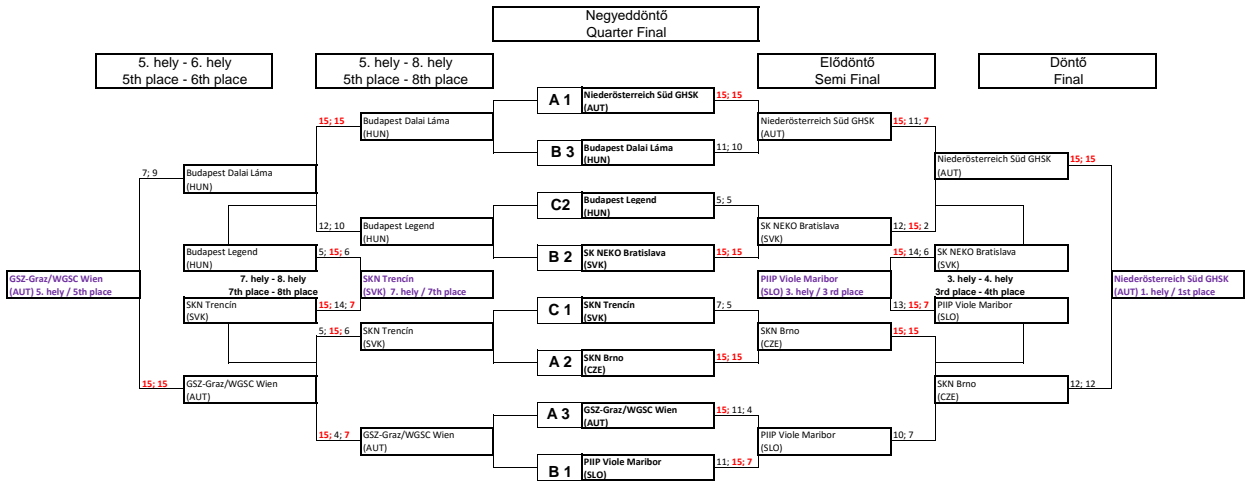 Negyeddöntő
Quarter Final
5. hely - 6. hely
5th place - 6th place
5. hely - 8. hely
5th place - 8th place
Elődöntő
Semi Final
Döntő
Final
A 1
Niederösterreich Süd GHSK
(AUT)
15; 15
15; 15
Budapest Dalai Láma
(HUN)
Niederösterreich Süd GHSK
(AUT)
15; 11; 7
B 3
Budapest Dalai Láma
(HUN)
11; 10
7; 9
Budapest Dalai Láma
(HUN)
Niederösterreich Süd GHSK
(AUT)
15; 15
C2
Budapest Legend
(HUN)
5; 5
12; 10
Budapest Legend
(HUN)
SK NEKO Bratislava
(SVK)
12; 15; 2
Budapest Legend
(HUN)
5; 15; 6
B 2
SK NEKO Bratislava
(SVK)
15; 15
15; 14; 6
SK NEKO Bratislava
(SVK)
GSZ-Graz/WGSC Wien
(AUT) 5. hely / 5th place
7. hely - 8. hely
7th place - 8th place
SKN Trencín
(SVK) 7. hely / 7th place
PIIP Viole Maribor
(SLO) 3. hely / 3 rd place
3. hely - 4. hely
3rd place - 4th place
Niederösterreich Süd GHSK
(AUT) 1. hely / 1st place
SKN Trencín
(SVK)
15; 14; 7
C 1
SKN Trencín
(SVK)
7; 5
13; 15; 7
PIIP Viole Maribor
(SLO)
5; 15; 6
SKN Trencín
(SVK)
SKN Brno
(CZE)
15; 15
A 2
SKN Brno
(CZE)
15; 15
15; 15
GSZ-Graz/WGSC Wien
(AUT)
SKN Brno
(CZE)
12; 12
A 3
GSZ-Graz/WGSC Wien
(AUT)
15; 11; 4
15; 4; 7
GSZ-Graz/WGSC Wien
(AUT)
PIIP Viole Maribor
(SLO)
10; 7
B 1
PIIP Viole Maribor
(SLO)
11; 15; 7